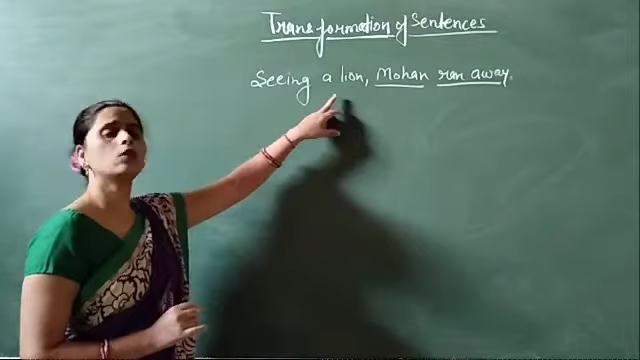 Transformation of Sentences
Seeing a lion, Mohan ran away.